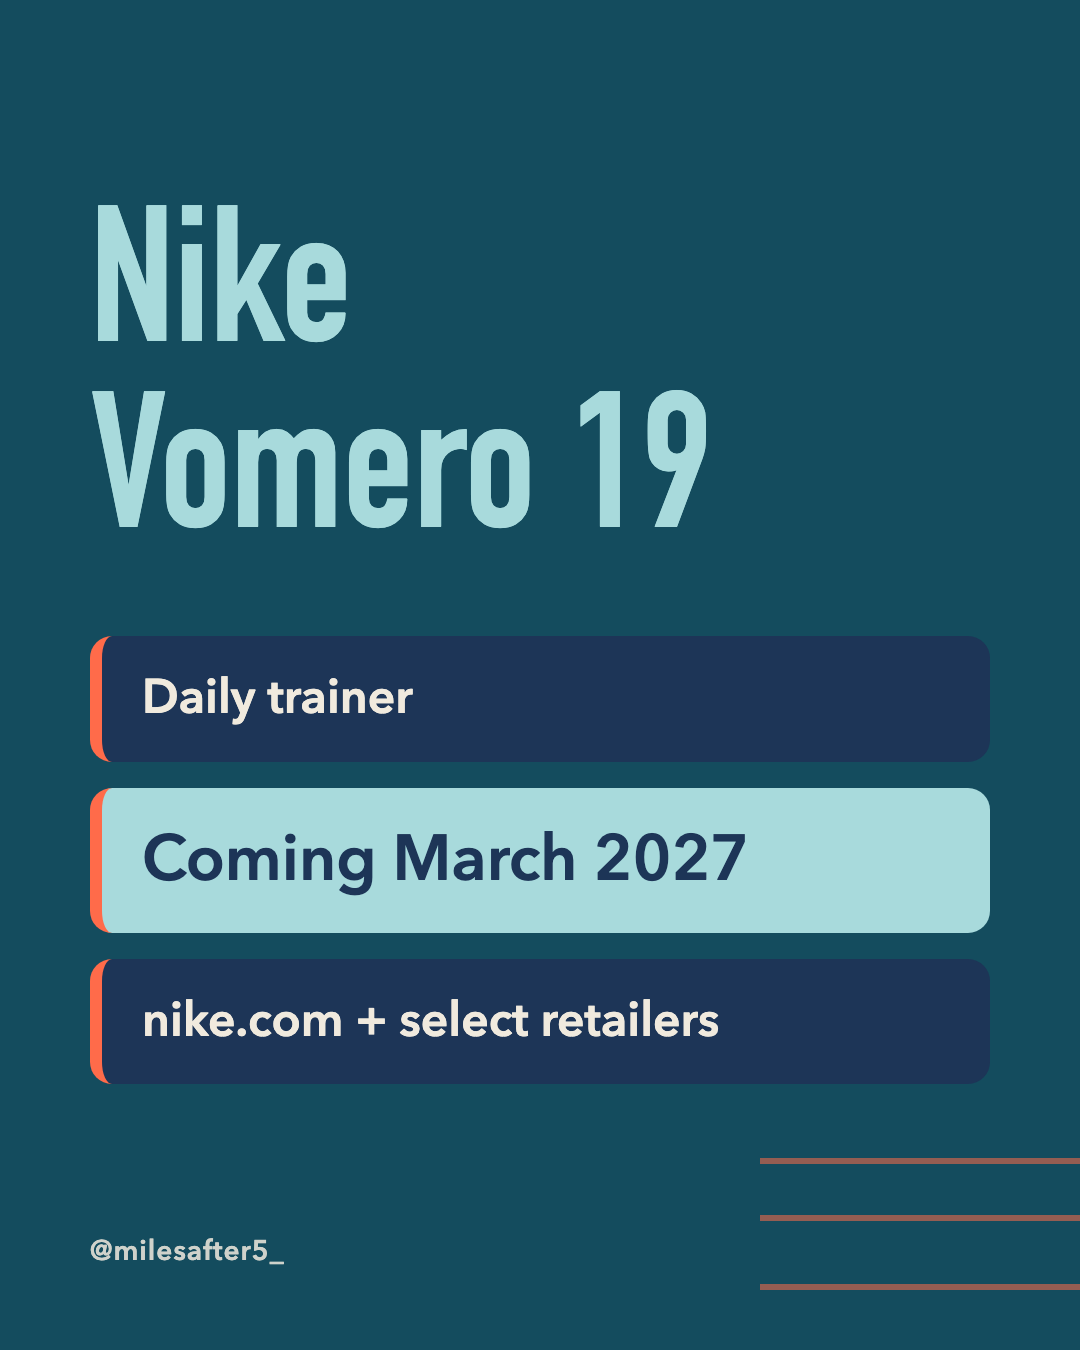 Nike
Vomero 19
Daily trainer
Coming March 2027
nike.com + select retailers
@milesafter5_